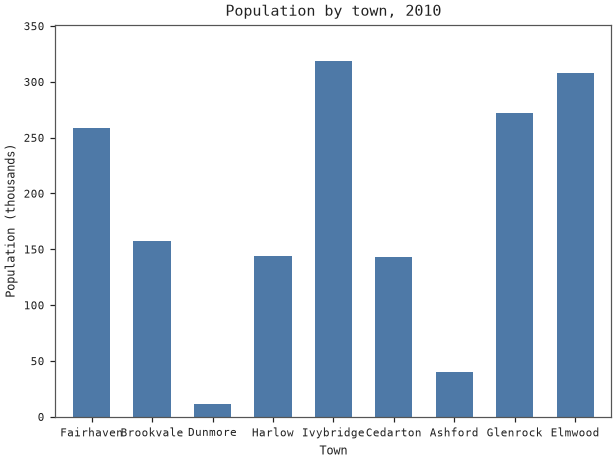 Population by town, 2010
Population (thousands)
350
300
250
200
150
100
50
0
Fairhaven Brookvale Dunmore Harlow Ivybridge Cedarton Ashford Glenrock Elmwood
Town